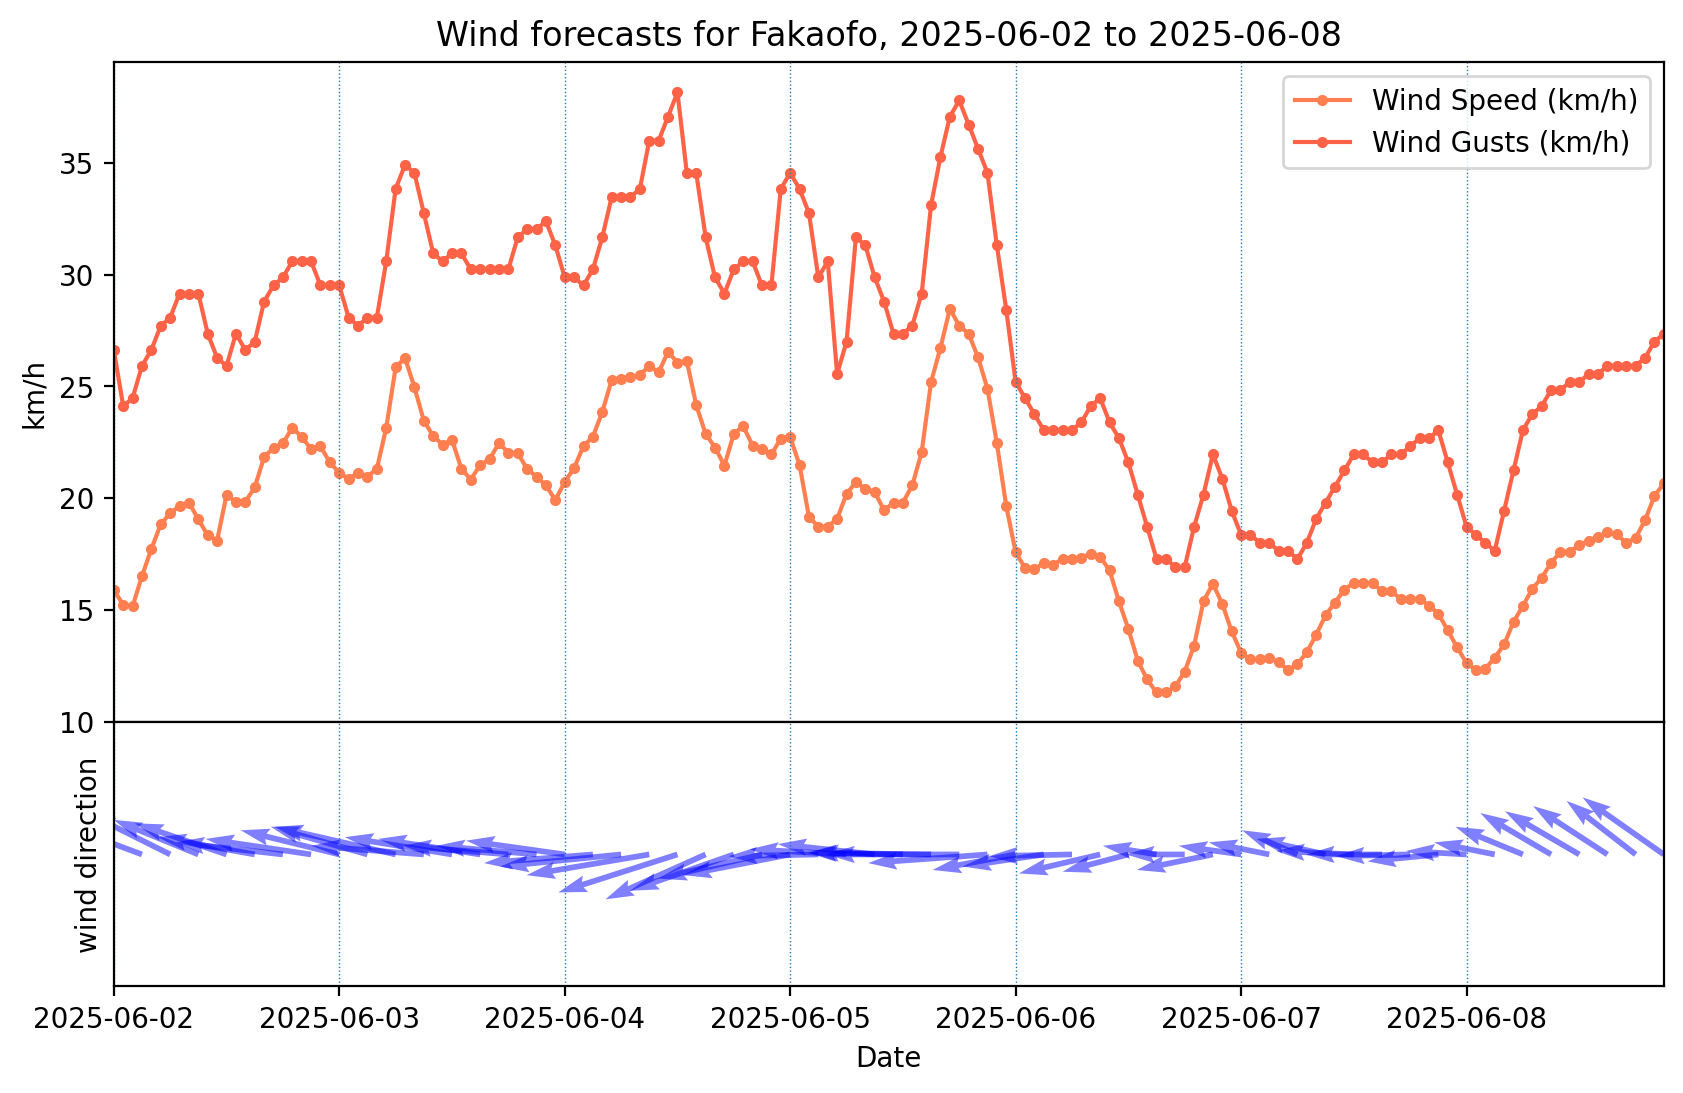 Wind forecasts for Fakaofo, 2025-06-02 to 2025-06-08
Wind Speed (km/h)
Wind Gusts (km/h)
km/h
35
30
25
20
15
10
wind direction
2025-06-02
2025-06-03
2025-06-04
2025-06-05
2025-06-06
2025-06-07
2025-06-08
Date